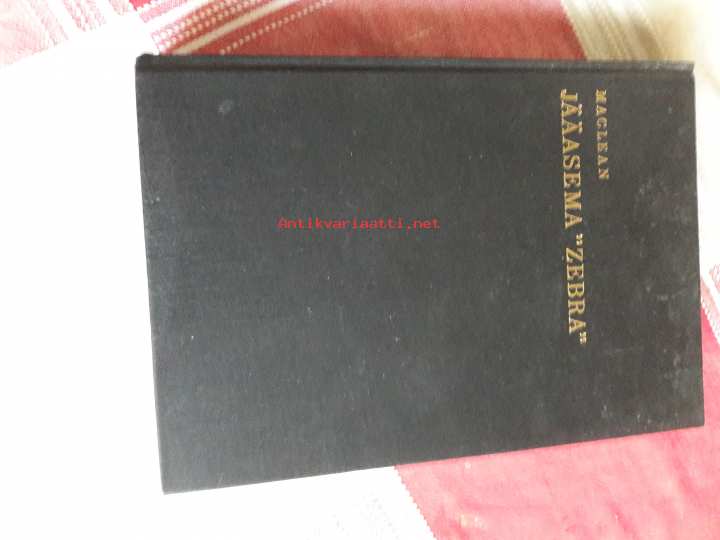 MACLEAN
JÄÄASEMA ”ZEBRA”
Antikvariaatti.net